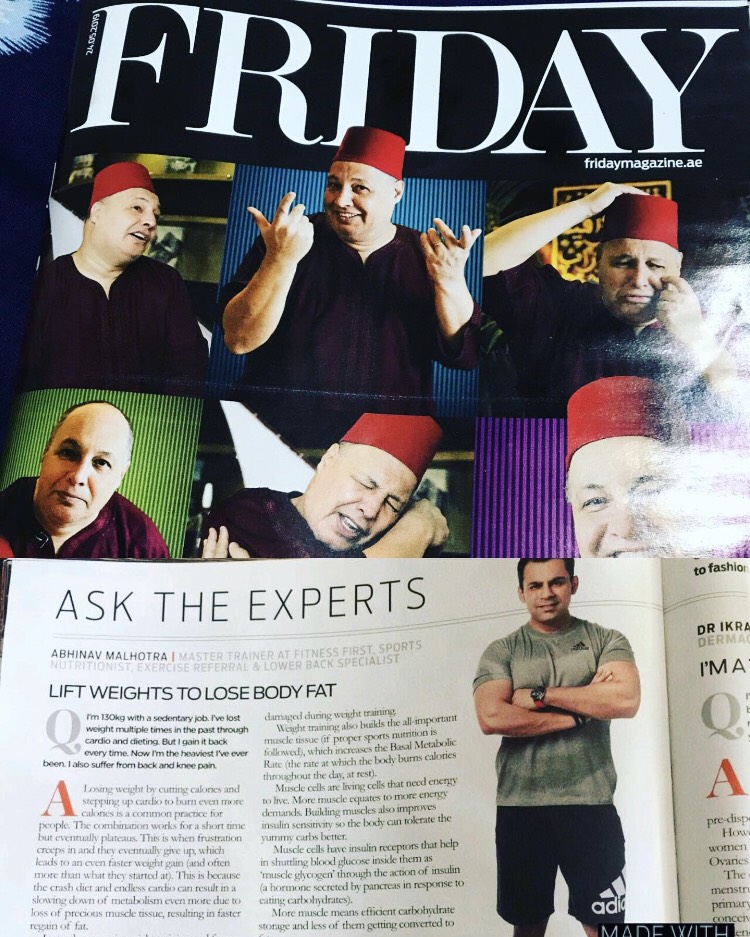 24.05.2019
FRIDAY
fridaymagazine.ae
ASK THE EXPERTS
ABHINAV MALHOTRA | MASTER TRAINER AT FITNESS FIRST, SPORTS
NUTRITIONIST, EXERCISE REFERRAL & LOWER BACK SPECIALIST
LIFT WEIGHTS TO LOSE BODY FAT
Q I'm 130kg with a sedentary job. I've lost
weight multiple times in the past through
cardio and dieting. But I gain it back
every time. Now I'm the heaviest I've ever
been. I also suffer from back and knee pain.
A Losing weight by cutting calories and
stepping up cardio to burn even more
calories is a common practice for
people. The combination works for a short time
but eventually plateaus. This is when frustration
creeps in and they eventually give up, which
leads to an even faster weight gain (and often
more than what they started at). This is because
the crash diet and endless cardio can result in a
slowing down of metabolism even more due to
loss of precious muscle tissue, resulting in faster
regain of fat.
damaged during weight training.
Weight training also builds the all-important
muscle tissue (if proper sports nutrition is
followed), which increases the Basal Metabolic
Rate (the rate at which the body burns calories
throughout the day, at rest).
Muscle cells are living cells that need energy
to live. More muscle equates to more energy
demands. Building muscles also improves
insulin sensitivity so the body can tolerate the
yummy carbs better.
Muscle cells have insulin receptors that help
in shuttling blood glucose inside them as
'muscle glycogen' through the action of insulin
(a hormone secreted by pancreas in response to
eating carbohydrates).
More muscle means efficient carbohydrate
storage and less of them getting converted to
adidas
adi
to fashion
DR IKRA
DERMA
I'M A
Q
A
pre-dispo
How
women
Ovaries
The
menstru
primary
conceiv
MADE WITH